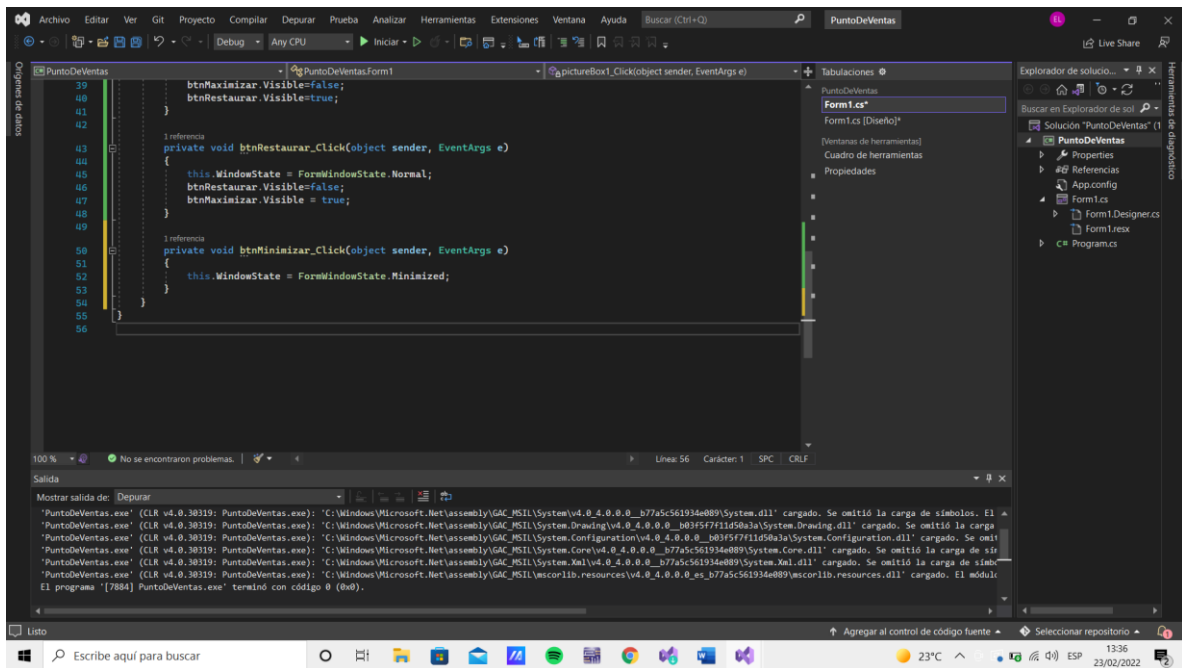 Archivo Editar Ver Git Proyecto Compilar Depurar Prueba Analizar Herramientas Extensiones Ventana Ayuda Buscar (Ctrl+Q) PuntoDeVentas EL
Debug Any CPU Iniciar Live Share
Orígenes de datos
PuntoDeVentas PuntoDeVentas.Form1 pictureBox1_Click(object sender, EventArgs e)
39 btnMaximizar.Visible=false;
40 btnRestaurar.Visible=true;
41 }
42
1 referencia
43 private void btnRestaurar_Click(object sender, EventArgs e)
44 {
45 this.WindowState = FormWindowState.Normal;
46 btnRestaurar.Visible=false;
47 btnMaximizar.Visible = true;
48 }
49
1 referencia
50 private void btnMinimizar_Click(object sender, EventArgs e)
51 {
52 this.WindowState = FormWindowState.Minimized;
53 }
54 }
55 }
56
100 % No se encontraron problemas. Línea: 56 Carácter: 1 SPC CRLF
Tabulaciones
PuntoDeVentas
Form1.cs*
Form1.cs [Diseño]*
[Ventanas de herramientas]
Cuadro de herramientas
Propiedades
Explorador de solucio...
Buscar en Explorador de sol
Solución "PuntoDeVentas" (1
PuntoDeVentas
Properties
Referencias
App.config
Form1.cs
Form1.Designer.cs
Form1.resx
C# Program.cs
Herramientas de diagnóstico
Salida
Mostrar salida de: Depurar
'PuntoDeVentas.exe' (CLR v4.0.30319: PuntoDeVentas.exe): 'C:\Windows\Microsoft.Net\assembly\GAC_MSIL\System\v4.0_4.0.0.0__b77a5c561934e089\System.dll' cargado. Se omitió la carga de símbolos. El
'PuntoDeVentas.exe' (CLR v4.0.30319: PuntoDeVentas.exe): 'C:\Windows\Microsoft.Net\assembly\GAC_MSIL\System.Drawing\v4.0_4.0.0.0__b03f5f7f11d50a3a\System.Drawing.dll' cargado. Se omitió la carga
'PuntoDeVentas.exe' (CLR v4.0.30319: PuntoDeVentas.exe): 'C:\Windows\Microsoft.Net\assembly\GAC_MSIL\System.Configuration\v4.0_4.0.0.0__b03f5f7f11d50a3a\System.Configuration.dll' cargado. Se omit
'PuntoDeVentas.exe' (CLR v4.0.30319: PuntoDeVentas.exe): 'C:\Windows\Microsoft.Net\assembly\GAC_MSIL\System.Core\v4.0_4.0.0.0__b77a5c561934e089\System.Core.dll' cargado. Se omitió la carga de sím
'PuntoDeVentas.exe' (CLR v4.0.30319: PuntoDeVentas.exe): 'C:\Windows\Microsoft.Net\assembly\GAC_MSIL\System.Xml\v4.0_4.0.0.0__b77a5c561934e089\System.Xml.dll' cargado. Se omitió la carga de símbo
'PuntoDeVentas.exe' (CLR v4.0.30319: PuntoDeVentas.exe): 'C:\Windows\Microsoft.Net\assembly\GAC_MSIL\mscorlib.resources\v4.0_4.0.0.0_es_b77a5c561934e089\mscorlib.resources.dll' cargado. El módulo
El programa '[7884] PuntoDeVentas.exe' terminó con código 0 (0x0).
Listo Agregar al control de código fuente Seleccionar repositorio
Escribe aquí para buscar 23°C ESP 13:36
23/02/2022